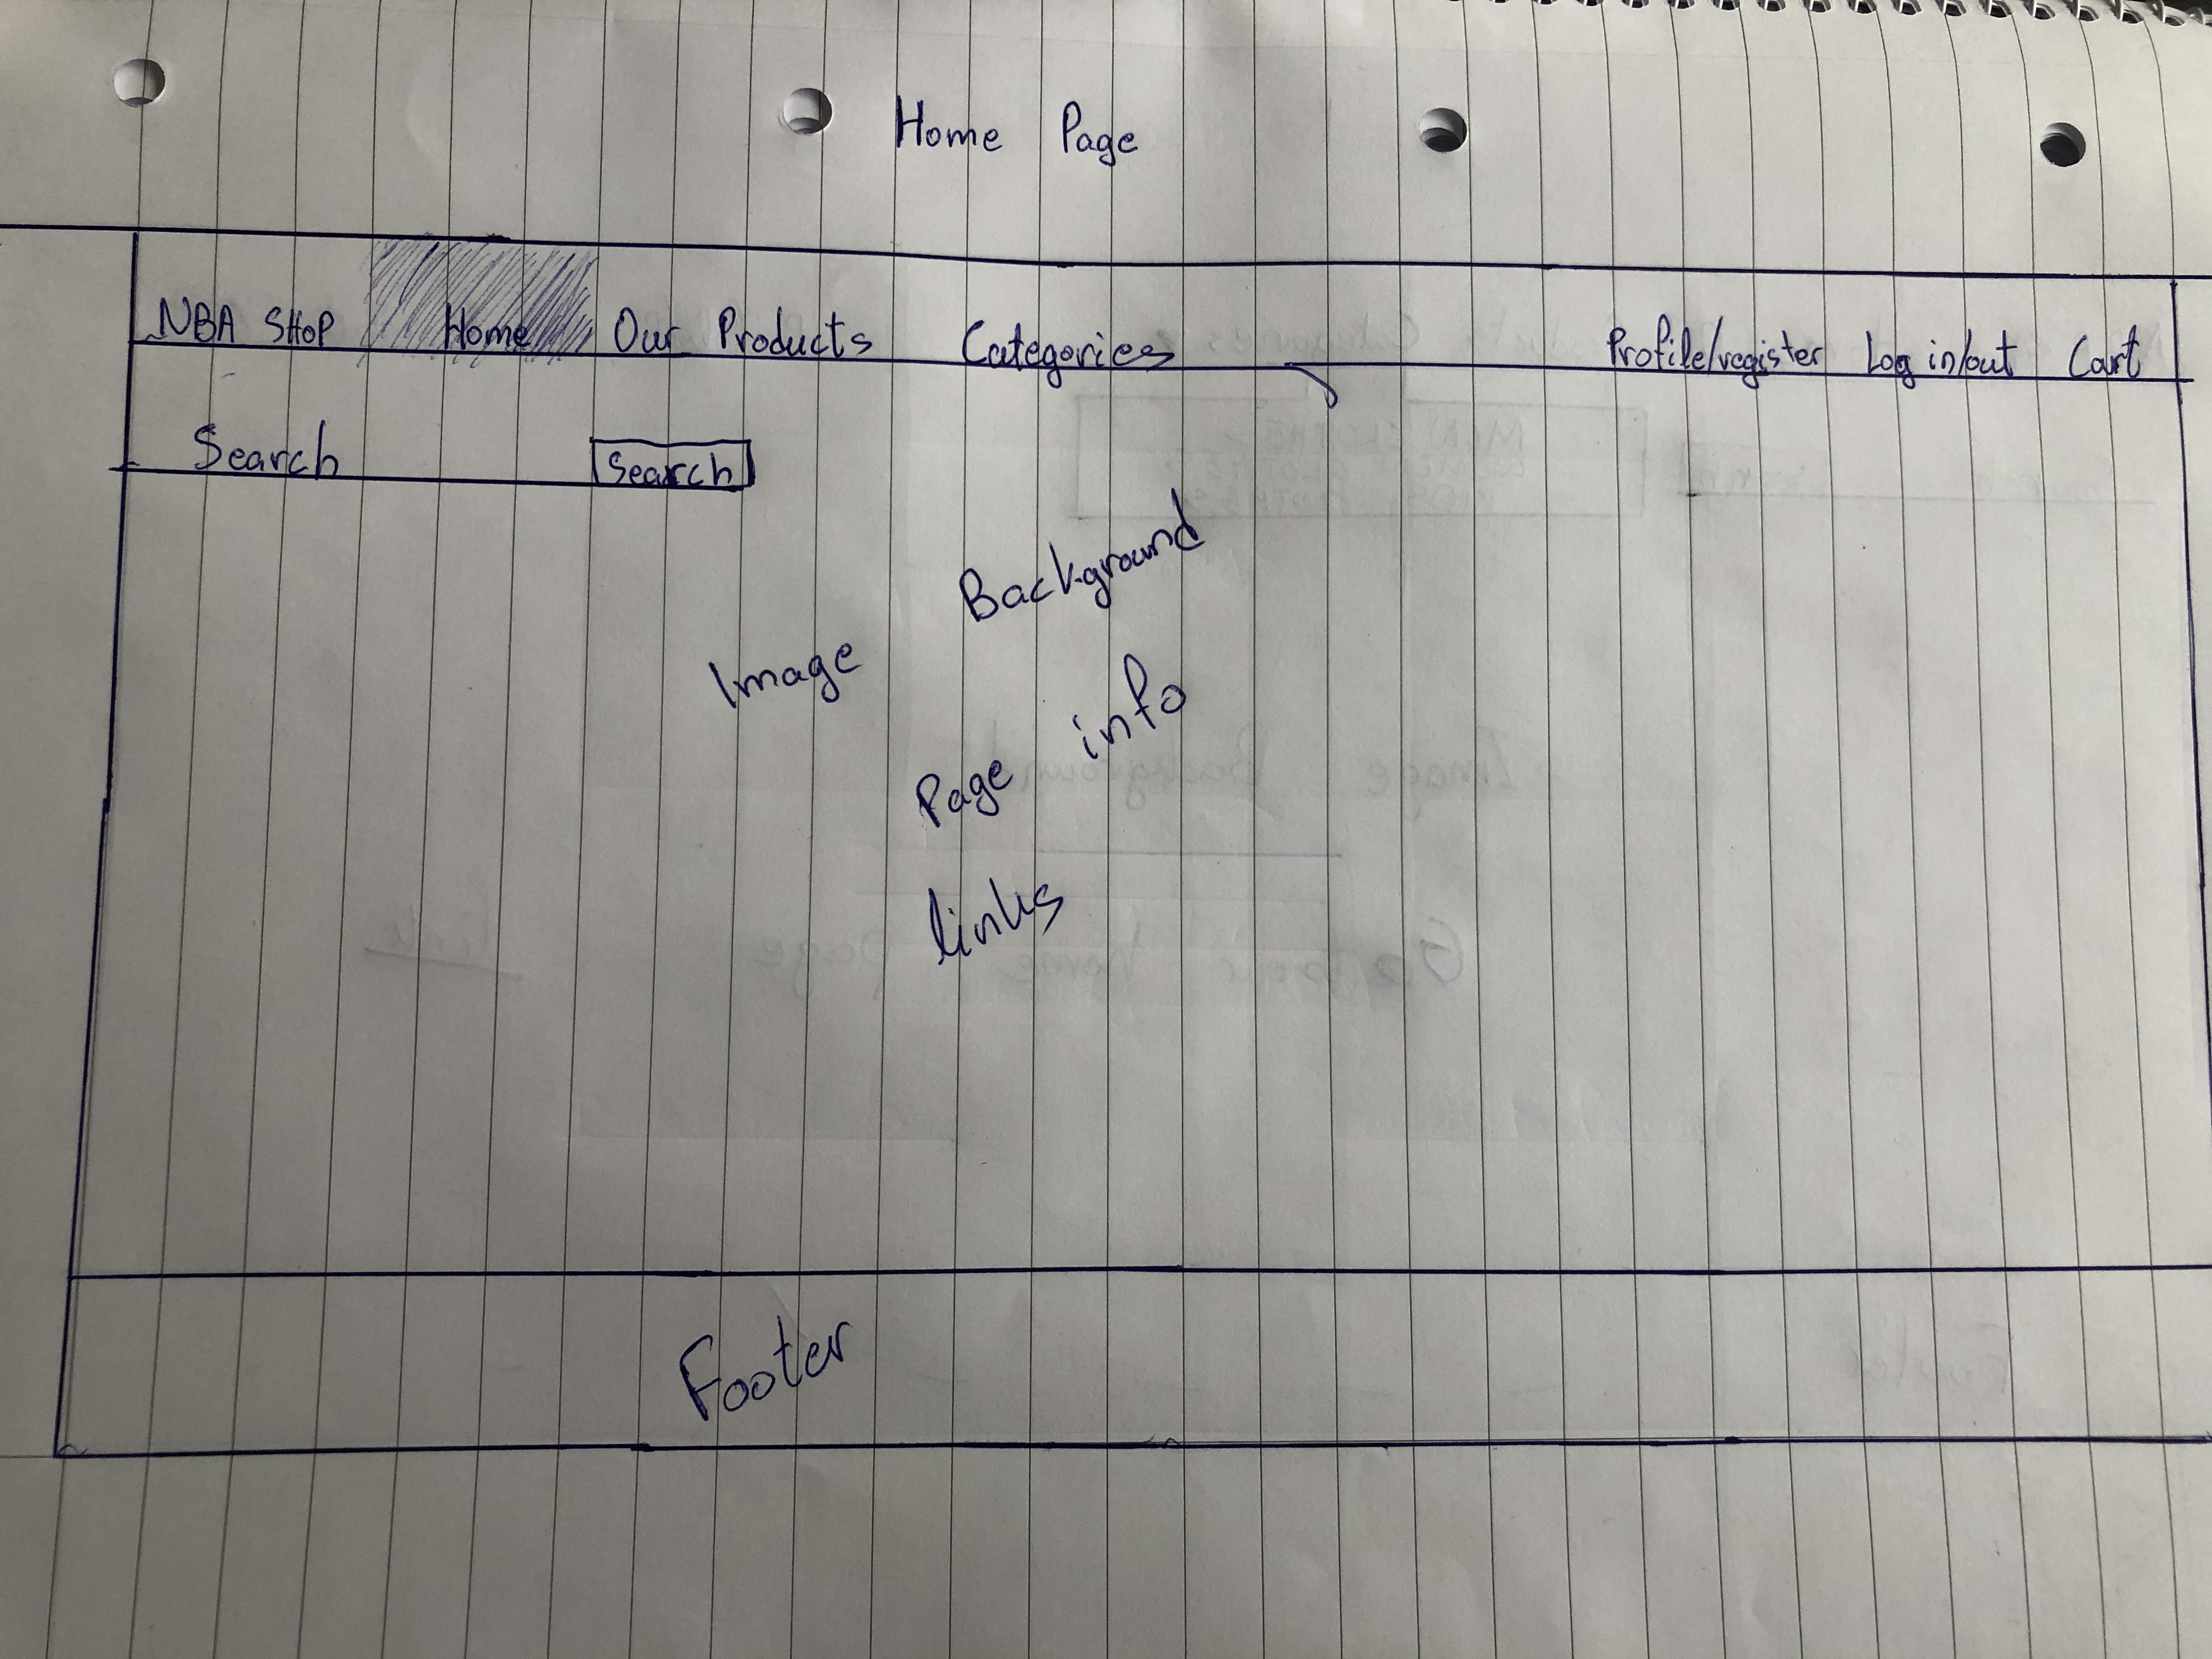 Home Page
NBA SHOP Home Our Products Categories Profile/register Log in/out Cart
Search Search
Background
Image
info
Page
links
Footer